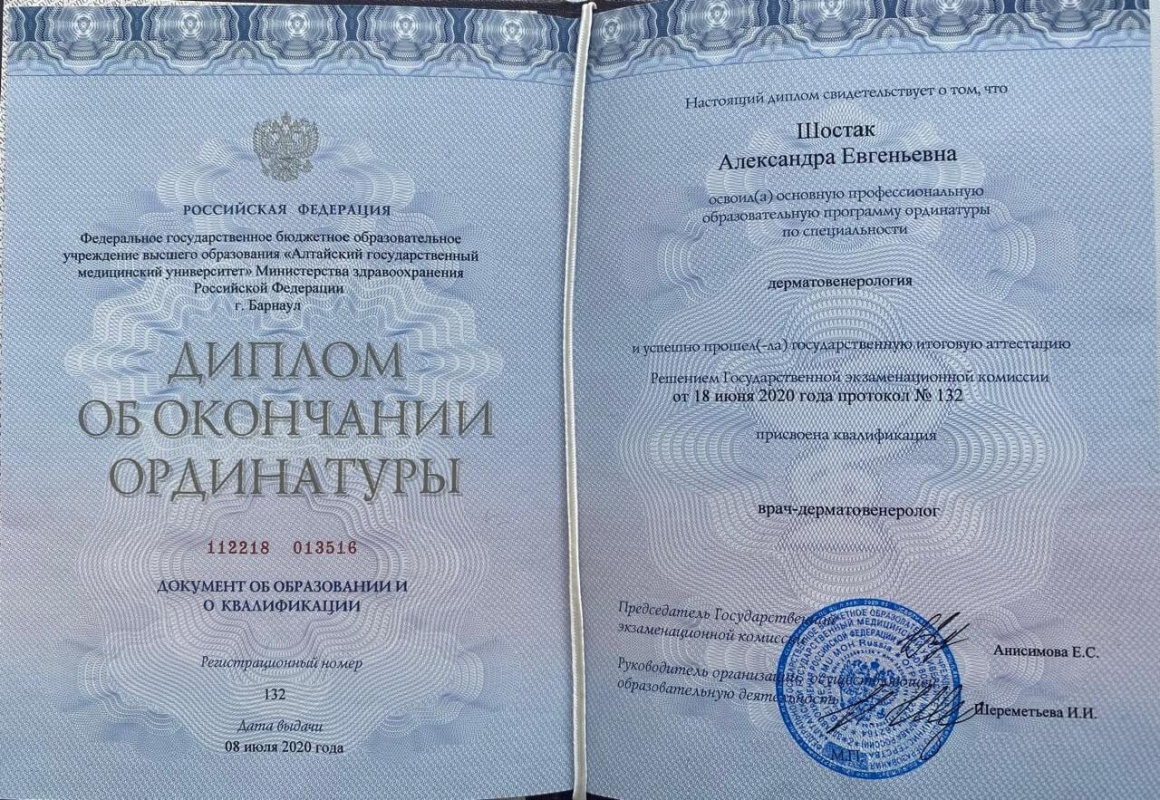 РОССИЙСКАЯ ФЕДЕРАЦИЯ
Федеральное государственное бюджетное образовательное
учреждение высшего образования «Алтайский государственный
медицинский университет» Министерства здравоохранения
Российской Федерации
г. Барнаул
ДИПЛОМ
ОБ ОКОНЧАНИИ
ОРДИНАТУРЫ
112218 013516
ДОКУМЕНТ ОБ ОБРАЗОВАНИИ И
О КВАЛИФИКАЦИИ
Регистрационный номер
132
Дата выдачи
08 июля 2020 года
Настоящий диплом свидетельствует о том, что
Шостак
Александра Евгеньевна
освоил(а) основную профессиональную
образовательную программу ординатуры
по специальности
дерматовенерология
и успешно прошел(-ла) государственную итоговую аттестацию
Решением Государственной экзаменационной комиссии
от 18 июня 2020 года протокол № 132
присвоена квалификация
врач-дерматовенеролог
Председатель Государственной
экзаменационной комиссии
Анисимова Е.С.
Руководитель организации, осуществляющей
образовательную деятельность
Шереметьева И.И.
М.П.